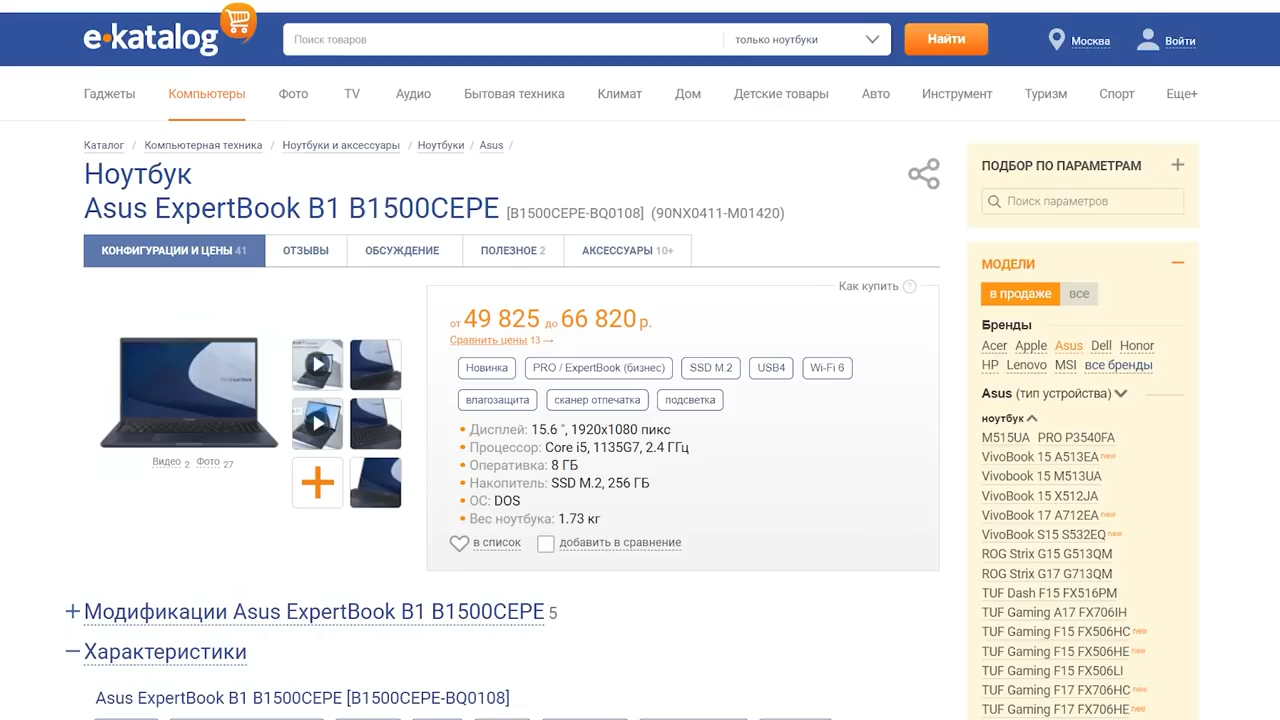 e•katalog
Поиск товаров
только ноутбуки
Найти
Москва
Войти
Гаджеты Компьютеры Фото TV Аудио Бытовая техника Климат Дом Детские товары Авто Инструмент Туризм Спорт Еще+
Каталог / Компьютерная техника / Ноутбуки и аксессуары / Ноутбуки / Asus /
Ноутбук
Asus ExpertBook B1 B1500CEPE [B1500CEPE-BQ0108] (90NX0411-M01420)
КОНФИГУРАЦИИ И ЦЕНЫ 41 ОТЗЫВЫ ОБСУЖДЕНИЕ ПОЛЕЗНОЕ 2 АКСЕССУАРЫ 10+
Видео 2 Фото 27
Как купить ?
от 49 825 до 66 820 р.
Сравнить цены 13 →
Новинка PRO / ExpertBook (бизнес) SSD M.2 USB4 Wi-Fi 6
влагозащита сканер отпечатка подсветка
• Дисплей: 15.6 ", 1920x1080 пикс
• Процессор: Core i5, 1135G7, 2.4 ГГц
• Оперативка: 8 ГБ
• Накопитель: SSD M.2, 256 ГБ
• ОС: DOS
• Вес ноутбука: 1.73 кг
в список добавить в сравнение
+ Модификации Asus ExpertBook B1 B1500CEPE 5
— Характеристики
Asus ExpertBook B1 B1500CEPE [B1500CEPE-BQ0108]
ПОДБОР ПО ПАРАМЕТРАМ +
Поиск параметров
МОДЕЛИ —
в продаже все
Бренды
Acer Apple Asus Dell Honor
HP Lenovo MSI все бренды
Asus (тип устройства)
ноутбук
M515UA PRO P3540FA
VivoBook 15 A513EA new
Vivobook 15 M513UA
VivoBook 15 X512JA
VivoBook 17 A712EA new
VivoBook S15 S532EQ new
ROG Strix G15 G513QM
ROG Strix G17 G713QM
TUF Dash F15 FX516PM
TUF Gaming A17 FX706IH
TUF Gaming F15 FX506HC new
TUF Gaming F15 FX506HE new
TUF Gaming F15 FX506LI
TUF Gaming F17 FX706HC new
TUF Gaming F17 FX706HE new